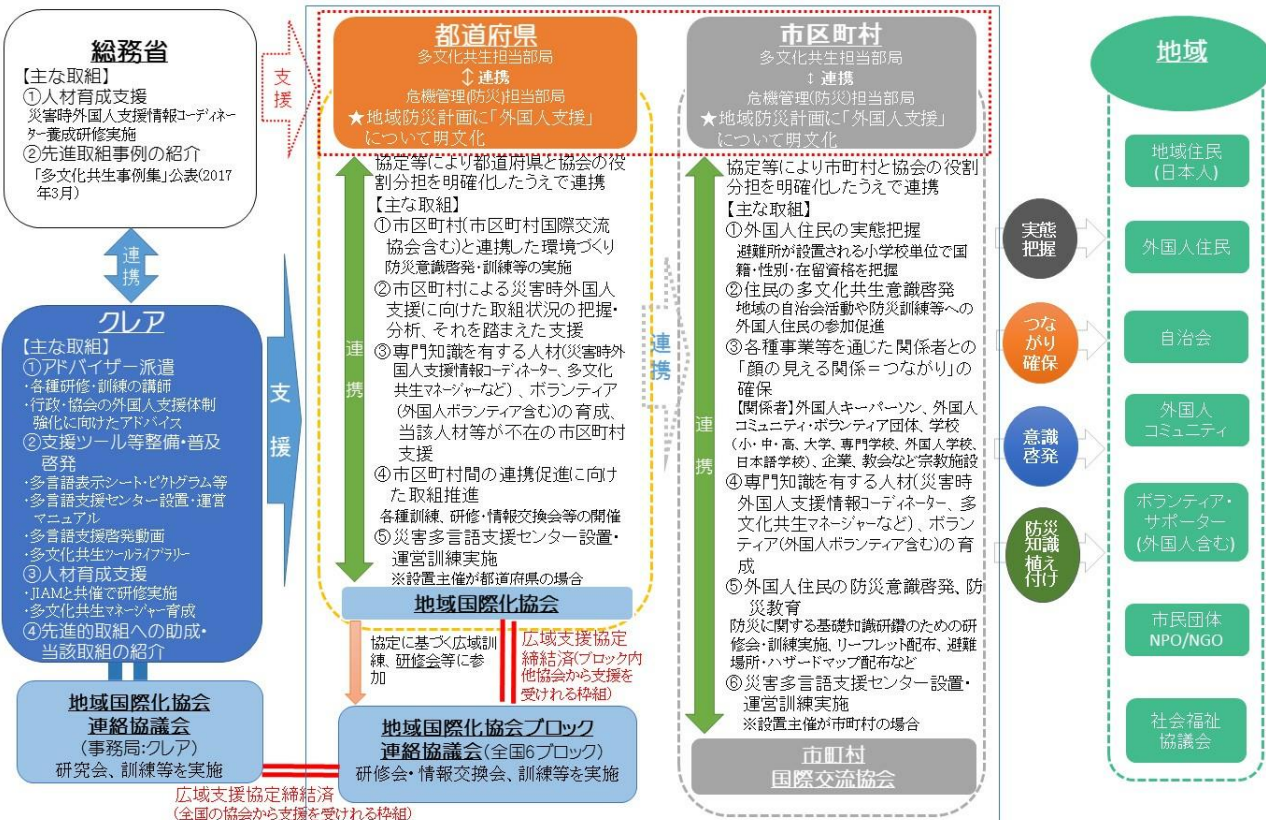 総務省
【主な取組】
①人材育成支援
災害時外国人支援情報コーディネー
ター養成研修実施
②先進取組事例の紹介
「多文化共生事例集」公表(2017
年3月)
支援
連携
クレア
【主な取組】
①アドバイザー派遣
・各種研修・訓練の講師
・行政・協会の外国人支援体制
強化に向けたアドバイス
②支援ツール等整備・普及
啓発
・多言語表示シート・ピクトグラム等
・多言語支援センター設置・運営
マニュアル
・多言語支援啓発動画
・多文化共生ツールライブラリー
③人材育成支援
・JIAMと共催で研修実施
・多文化共生マネージャー育成
④先進的取組への助成・
当該取組の紹介
支援
地域国際化協会
連絡協議会
(事務局:クレア)
研究会、訓練等を実施
広域支援協定締結済
(全国の協会から支援を受けれる枠組)
都道府県
多文化共生担当部局
↕連携
危機管理(防災)担当部局
★地域防災計画に「外国人支援」
について明文化
連携
協定等により都道府県と協会の役
割分担を明確化したうえで連携
【主な取組】
①市区町村(市区町村国際交流
協会含む)と連携した環境づくり
防災意識啓発・訓練等の実施
②市区町村による災害時外国人
支援に向けた取組状況の把握・
分析、それを踏まえた支援
③専門知識を有する人材(災害時外
国人支援情報コーディネーター、多文化
共生マネージャーなど)、ボランティア
(外国人ボランティア含む)の育成、
当該人材等が不在の市区町村
支援
④市区町村間の連携促進に向け
た取組推進
各種訓練、研修・情報交換会等の開催
⑤災害多言語支援センター設置・
運営訓練実施
※設置主催が都道府県の場合
地域国際化協会
協定に基づく広域訓
練、研修会等に参
加
広域支援協定
締結済(ブロック内
他協会から支援を
受けれる枠組)
地域国際化協会ブロック
連絡協議会(全国6ブロック)
研修会・情報交換会、訓練等を実施
連携
市区町村
多文化共生担当部局
↕連携
危機管理(防災)担当部局
★地域防災計画に「外国人支援」
について明文化
連携
協定等により市町村と協会の役割
分担を明確化したうえで連携
【主な取組】
①外国人住民の実態把握
避難所が設置される小学校単位で国
籍・性別・在留資格を把握
②住民の多文化共生意識啓発
地域の自治会活動や防災訓練等への
外国人住民の参加促進
③各種事業等を通じた関係者との
「顔の見える関係=つながり」の
確保
【関係者】外国人キーパーソン、外国人
コミュニティ・ボランティア団体、学校
(小・中・高、大学、専門学校、外国人学校、
日本語学校)、企業、教会など宗教施設
④専門知識を有する人材(災害時
外国人支援情報コーディネーター、多
文化共生マネージャーなど)、ボラン
ティア(外国人ボランティア含む)の育
成
⑤外国人住民の防災意識啓発、防
災教育
防災に関する基礎知識研鑽のための研
修会・訓練実施、リーフレット配布、避難
場所・ハザードマップ配布など
⑥災害多言語支援センター設置・
運営訓練実施
※設置主催が市町村の場合
市町村
国際交流協会
実態
把握
つな
がり
確保
意識
啓発
防災
知識
植え
付け
地域
地域住民
(日本人)
外国人住民
自治会
外国人
コミュニティ
ボランティア・
サポーター
(外国人含む)
市民団体
NPO/NGO
社会福祉
協議会